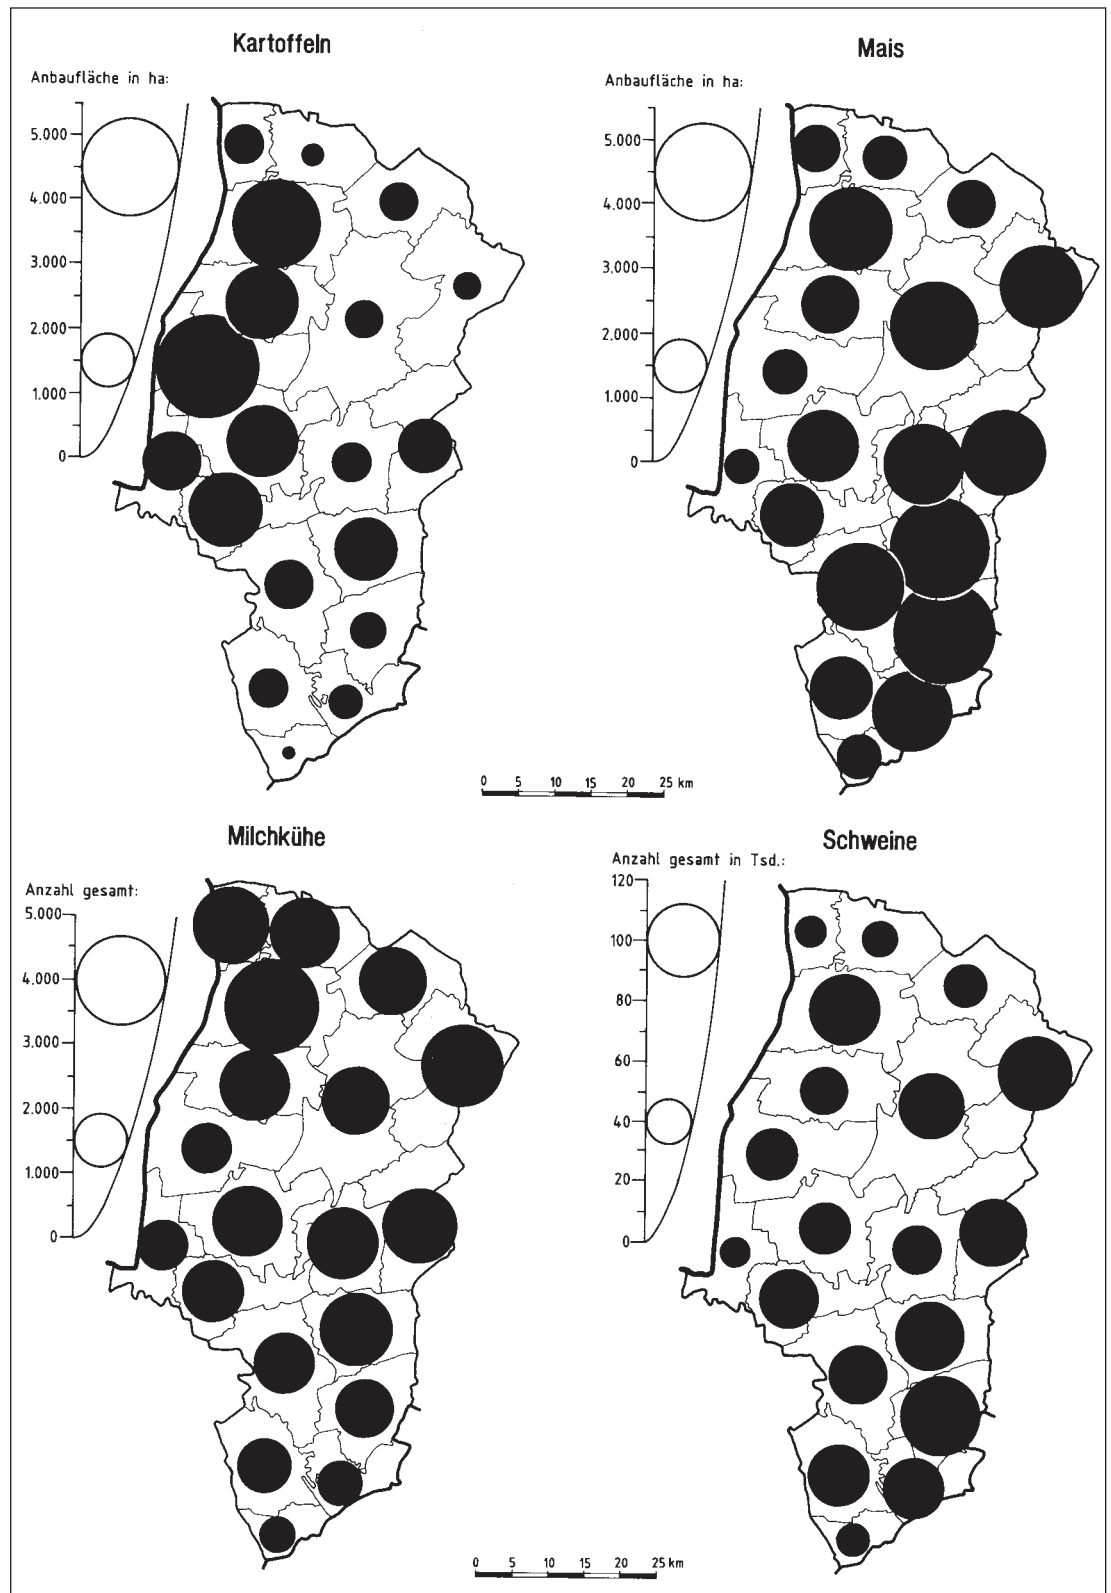 Kartoffeln
Anbaufläche in ha:
5.000
4.000
3.000
2.000
1.000
0
Mais
Anbaufläche in ha:
5.000
4.000
3.000
2.000
1.000
0
0 5 10 15 20 25 km
Milchkühe
Anzahl gesamt:
5.000
4.000
3.000
2.000
1.000
0
Schweine
Anzahl gesamt in Tsd.:
120
100
80
60
40
20
0
0 5 10 15 20 25 km